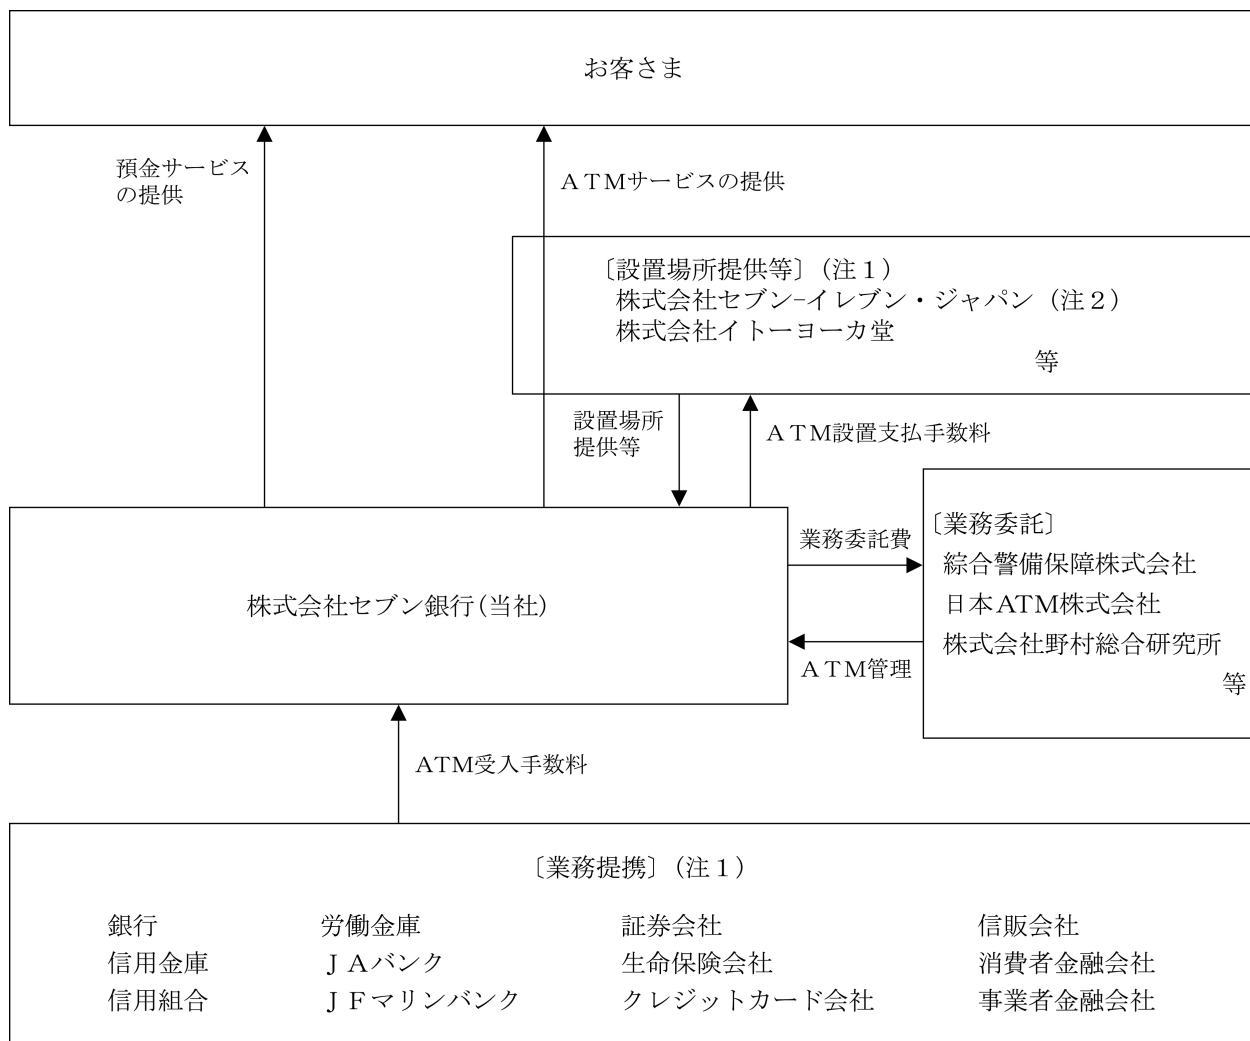 お客さま
預金サービス
の提供
ＡＴＭサービスの提供
〔設置場所提供等〕（注１）
株式会社セブン−イレブン・ジャパン（注２）
株式会社イトーヨーカ堂
等
設置場所
提供等
ＡＴＭ設置支払手数料
〔業務委託〕
綜合警備保障株式会社
日本ATM株式会社
株式会社野村総合研究所
等
業務委託費
株式会社セブン銀行(当社)
ＡＴＭ管理
ATM受入手数料
〔業務提携〕（注１）
銀行 労働金庫 証券会社 信販会社
信用金庫 ＪＡバンク 生命保険会社 消費者金融会社
信用組合 ＪＦマリンバンク クレジットカード会社 事業者金融会社